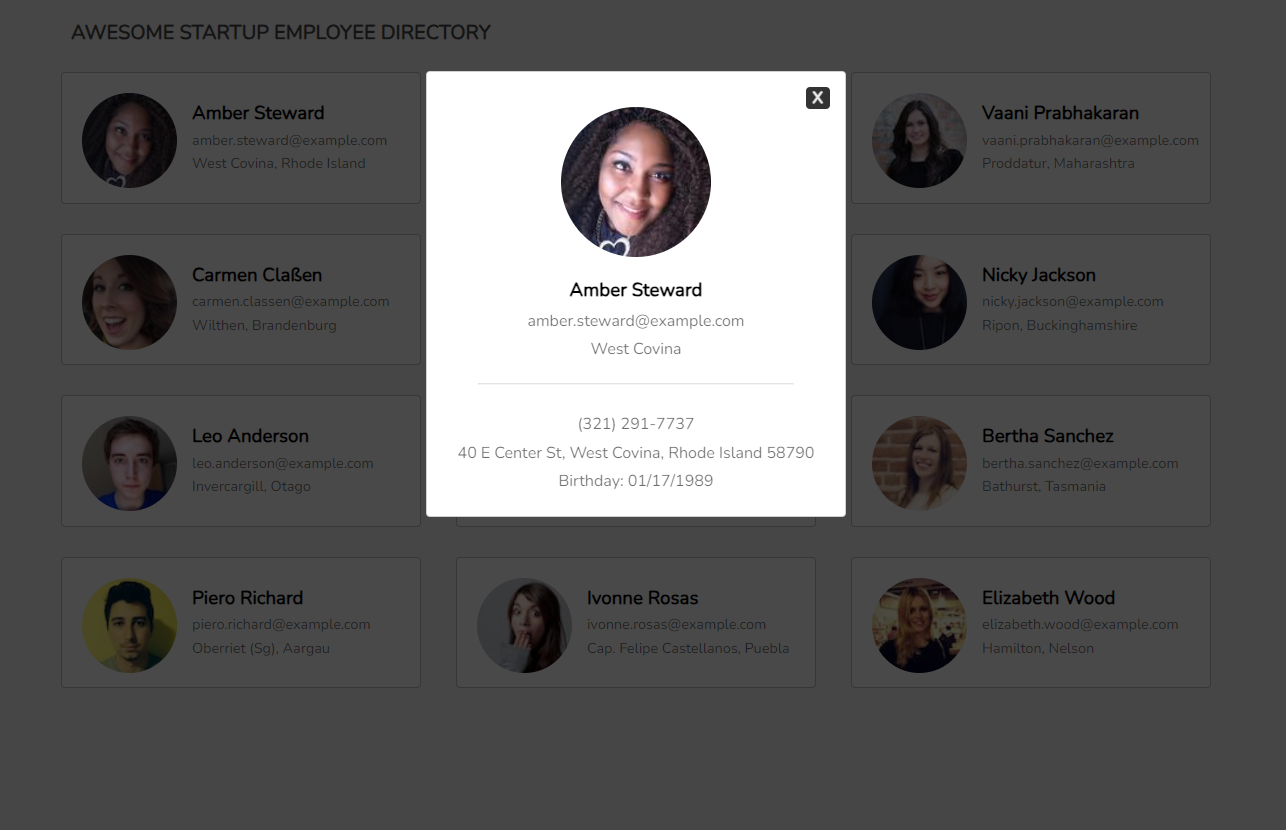 AWESOME STARTUP EMPLOYEE DIRECTORY
Amber Steward
amber.steward@example.com
West Covina, Rhode Island
X
Amber Steward
amber.steward@example.com
West Covina
(321) 291-7737
40 E Center St, West Covina, Rhode Island 58790
Birthday: 01/17/1989
Vaani Prabhakaran
vaani.prabhakaran@example.com
Proddatur, Maharashtra
Carmen Claßen
carmen.classen@example.com
Wilthen, Brandenburg
Nicky Jackson
nicky.jackson@example.com
Ripon, Buckinghamshire
Leo Anderson
leo.anderson@example.com
Invercargill, Otago
Bertha Sanchez
bertha.sanchez@example.com
Bathurst, Tasmania
Piero Richard
piero.richard@example.com
Oberriet (Sg), Aargau
Ivonne Rosas
ivonne.rosas@example.com
Cap. Felipe Castellanos, Puebla
Elizabeth Wood
elizabeth.wood@example.com
Hamilton, Nelson